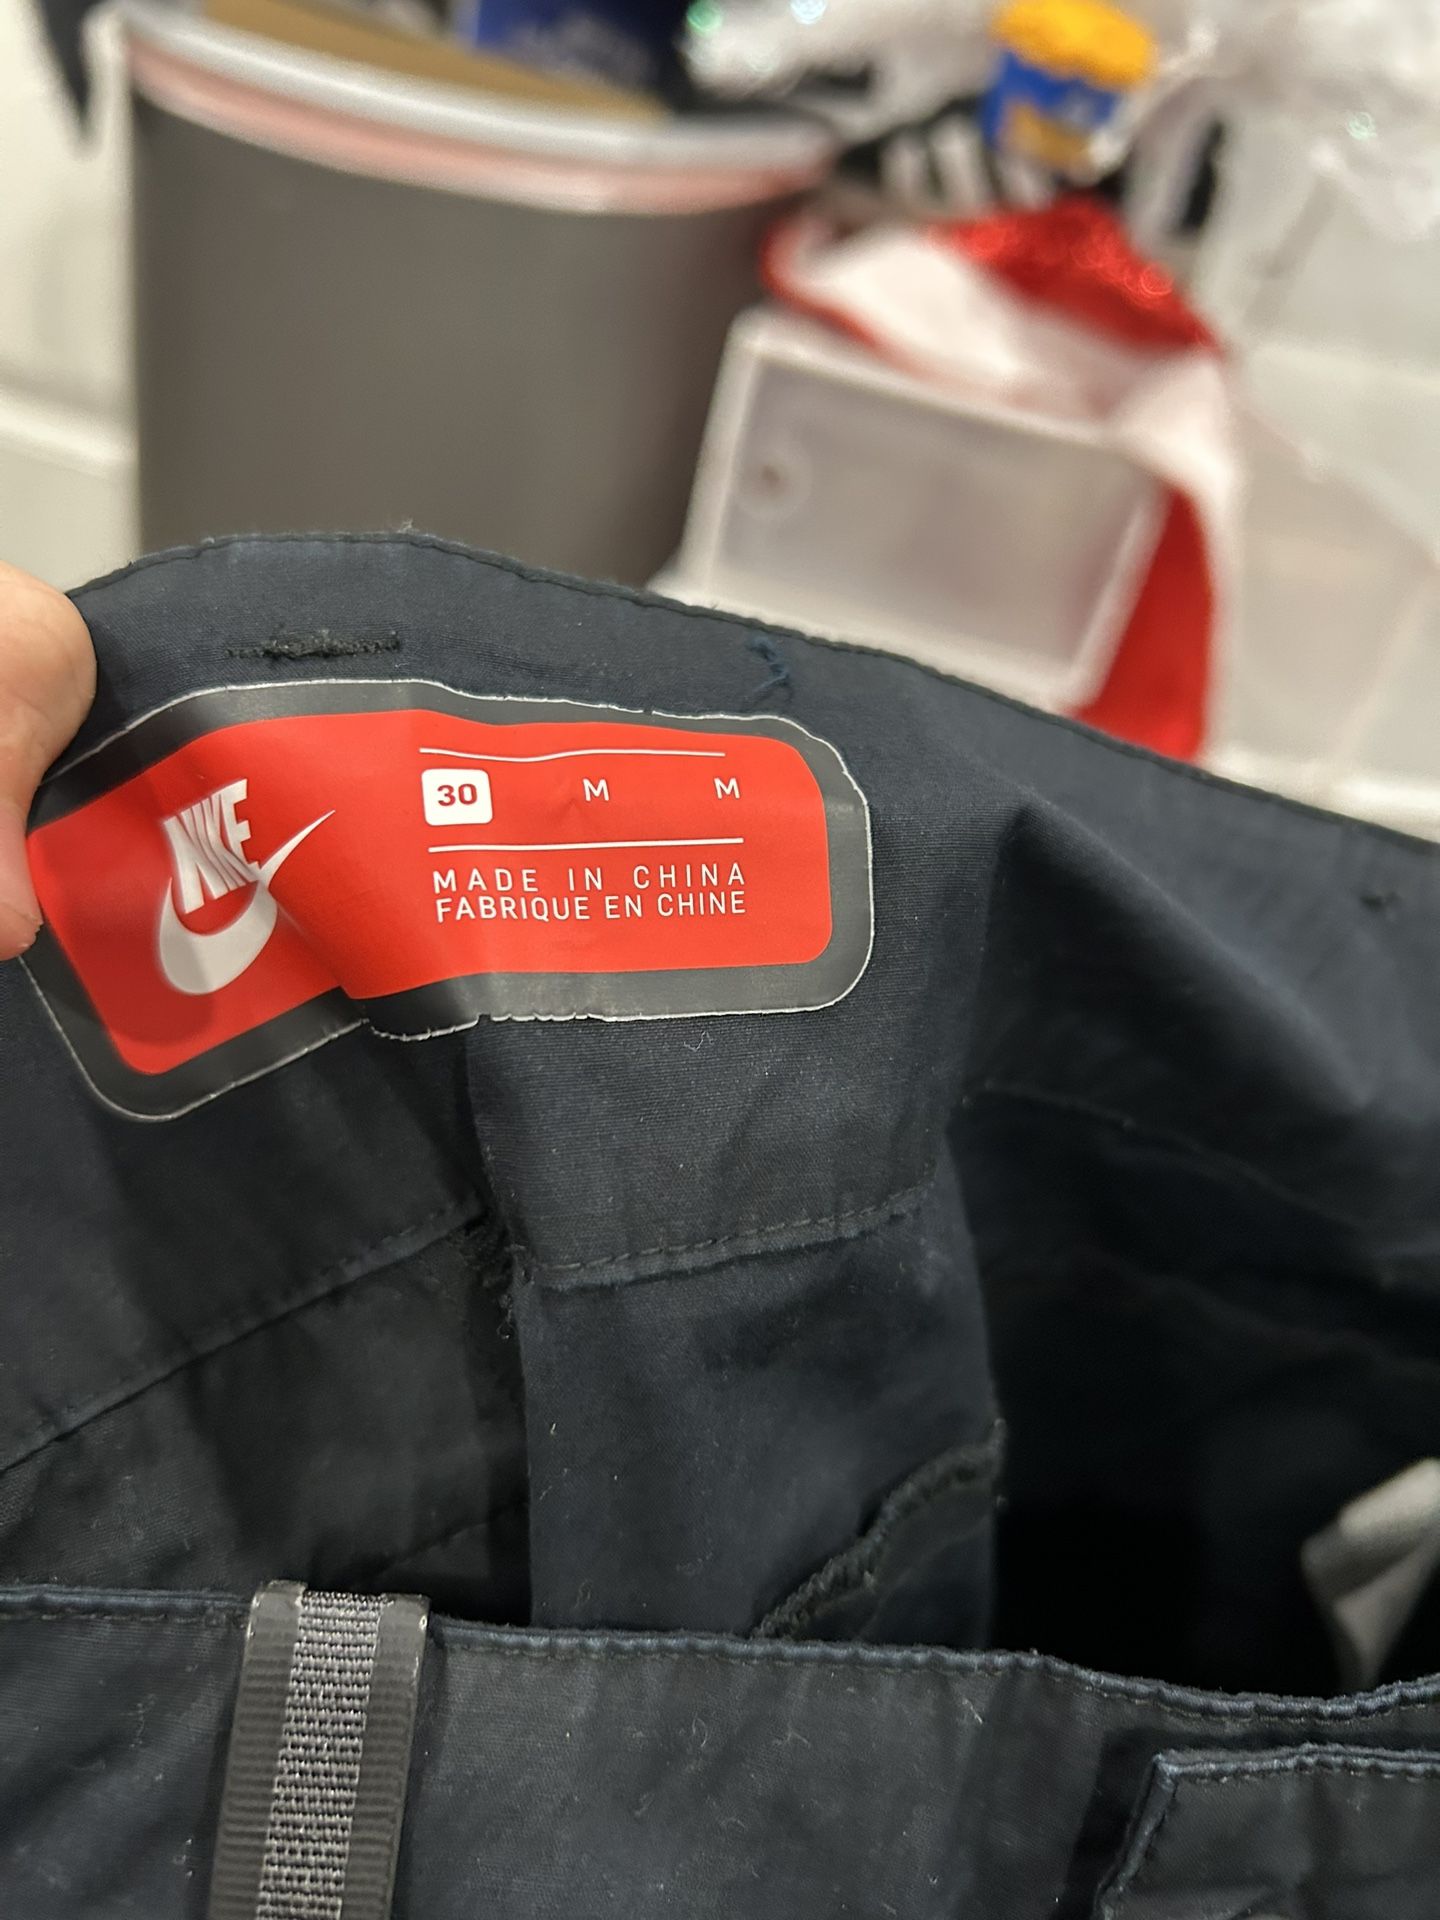 NIKE
30 M M
MADE IN CHINA
FABRIQUE EN CHINE